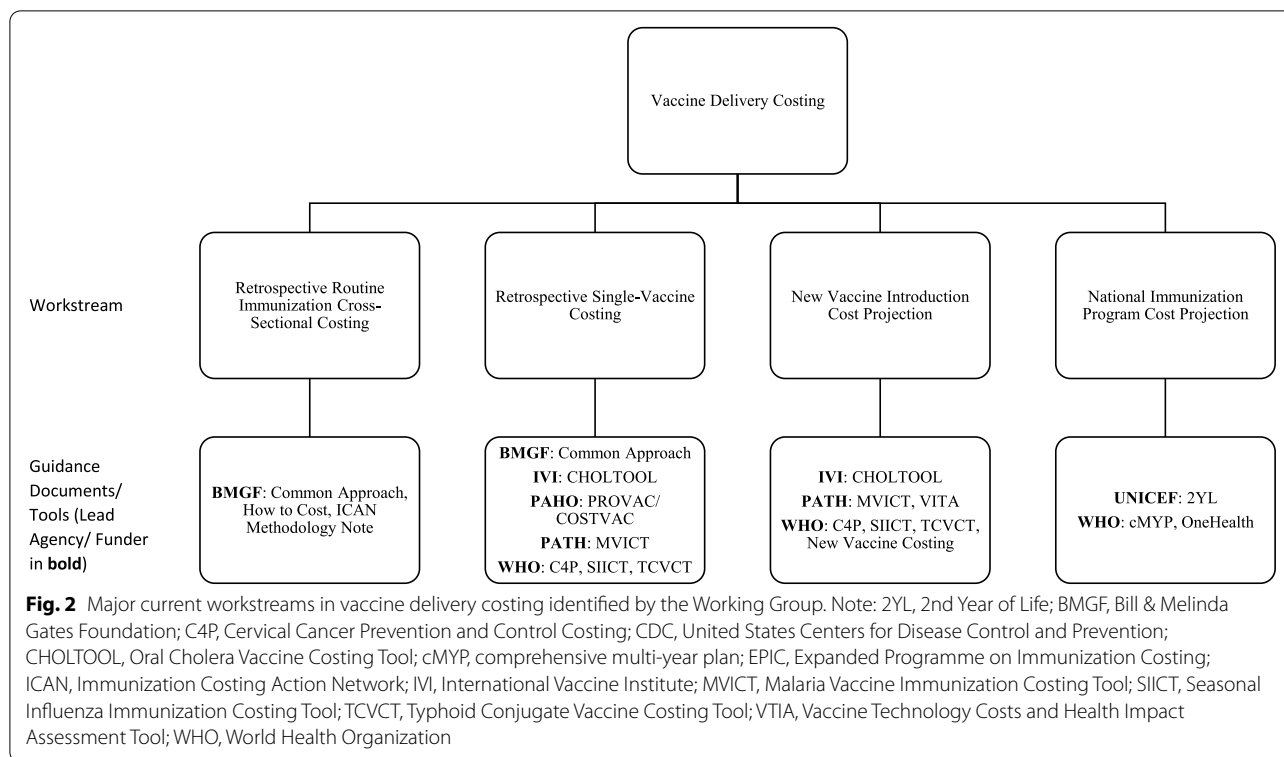 Vaccine Delivery Costing
Workstream
Retrospective Routine
Immunization Cross-
Sectional Costing
Retrospective Single-Vaccine
Costing
New Vaccine Introduction
Cost Projection
National Immunization
Program Cost Projection
Guidance
Documents/
Tools (Lead
Agency/ Funder
in bold)
BMGF: Common Approach,
How to Cost, ICAN
Methodology Note
BMGF: Common Approach
IVI: CHOLTOOL
PAHO: PROVAC/
COSTVAC
PATH: MVICT
WHO: C4P, SIICT, TCVCT
IVI: CHOLTOOL
PATH: MVICT, VITA
WHO: C4P, SIICT, TCVCT,
New Vaccine Costing
UNICEF: 2YL
WHO: cMYP, OneHealth
Fig. 2 Major current workstreams in vaccine delivery costing identified by the Working Group. Note: 2YL, 2nd Year of Life; BMGF, Bill & Melinda
Gates Foundation; C4P, Cervical Cancer Prevention and Control Costing; CDC, United States Centers for Disease Control and Prevention;
CHOLTOOL, Oral Cholera Vaccine Costing Tool; cMYP, comprehensive multi-year plan; EPIC, Expanded Programme on Immunization Costing;
ICAN, Immunization Costing Action Network; IVI, International Vaccine Institute; MVICT, Malaria Vaccine Immunization Costing Tool; SIICT, Seasonal
Influenza Immunization Costing Tool; TCVCT, Typhoid Conjugate Vaccine Costing Tool; VTIA, Vaccine Technology Costs and Health Impact
Assessment Tool; WHO, World Health Organization